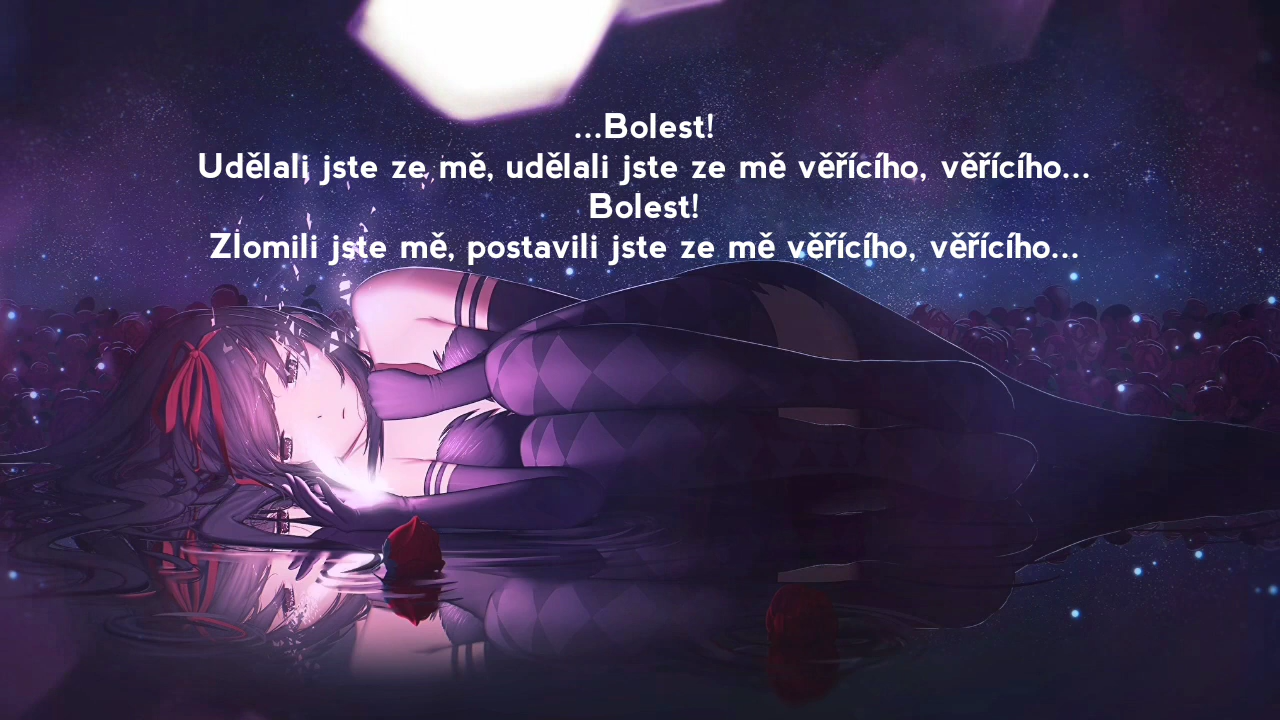 ...Bolest!
Udělali jste ze mě, udělali jste ze mě věřícího, věřícího...
Bolest!
Zlomili jste mě, postavili jste ze mě věřícího, věřícího...